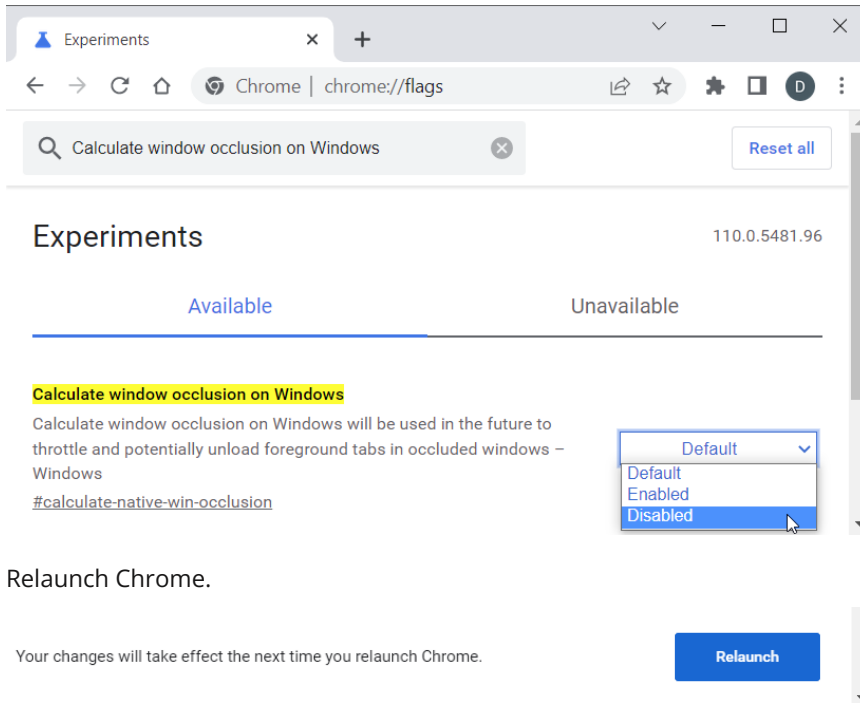 Experiments
Chrome | chrome://flags
D
Calculate window occlusion on Windows
Reset all
Experiments
110.0.5481.96
Available
Unavailable
Calculate window occlusion on Windows
Calculate window occlusion on Windows will be used in the future to
throttle and potentially unload foreground tabs in occluded windows –
Windows
#calculate-native-win-occlusion
Default
Default
Enabled
Disabled
Relaunch Chrome.
Your changes will take effect the next time you relaunch Chrome.
Relaunch